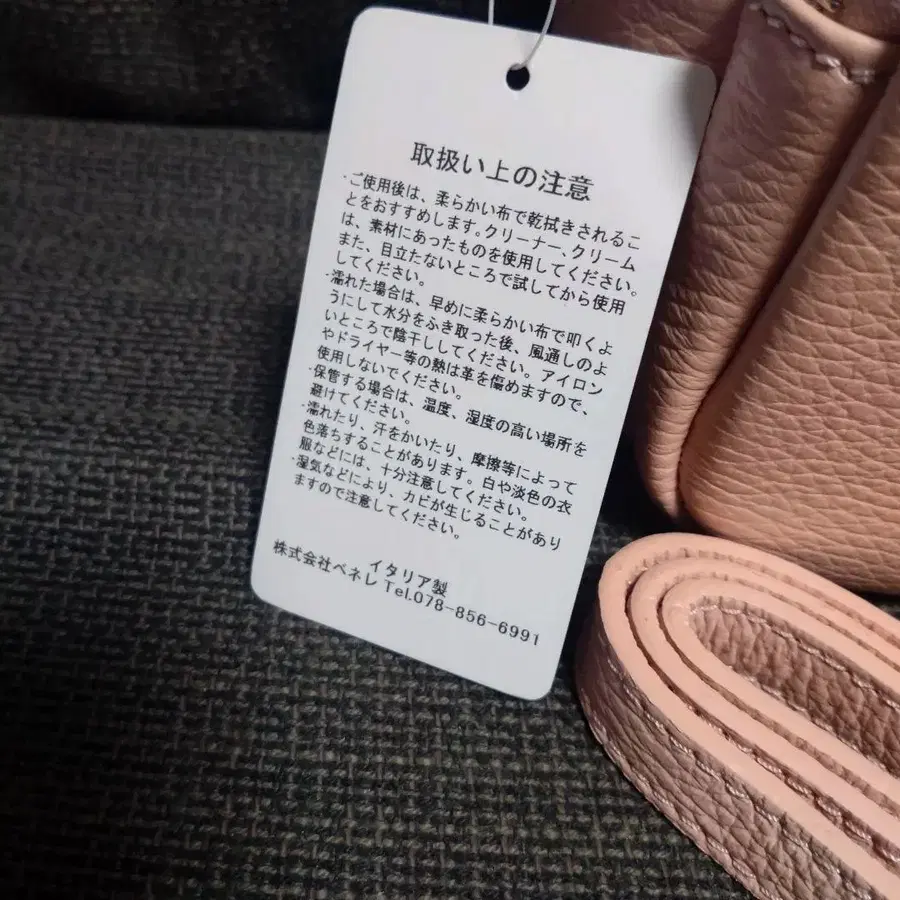 取扱い上の注意
・ご使用後は、柔らかい布で乾拭きされるこ
とをおすすめします。クリーナー、クリーム
は、素材にあったものを使用してください。
また、目立たないところで試してから使用
してください。
・濡れた場合は、早めに柔らかい布で叩くよ
うにして水分をふき取った後、風通しのよ
いところで陰干ししてください。アイロン
やドライヤー等の熱は革を傷めますので、
使用しないでください。
・保管する場合は、温度、湿度の高い場所を
避けてください。
・濡れたり、汗をかいたり、摩擦等によって
色落ちすることがあります。白や淡色の衣
服などには、十分注意してください。
・湿気などにより、カビが生じることがあり
ますので注意してください。
イタリア製
株式会社ベネレ Tel.078-856-6991